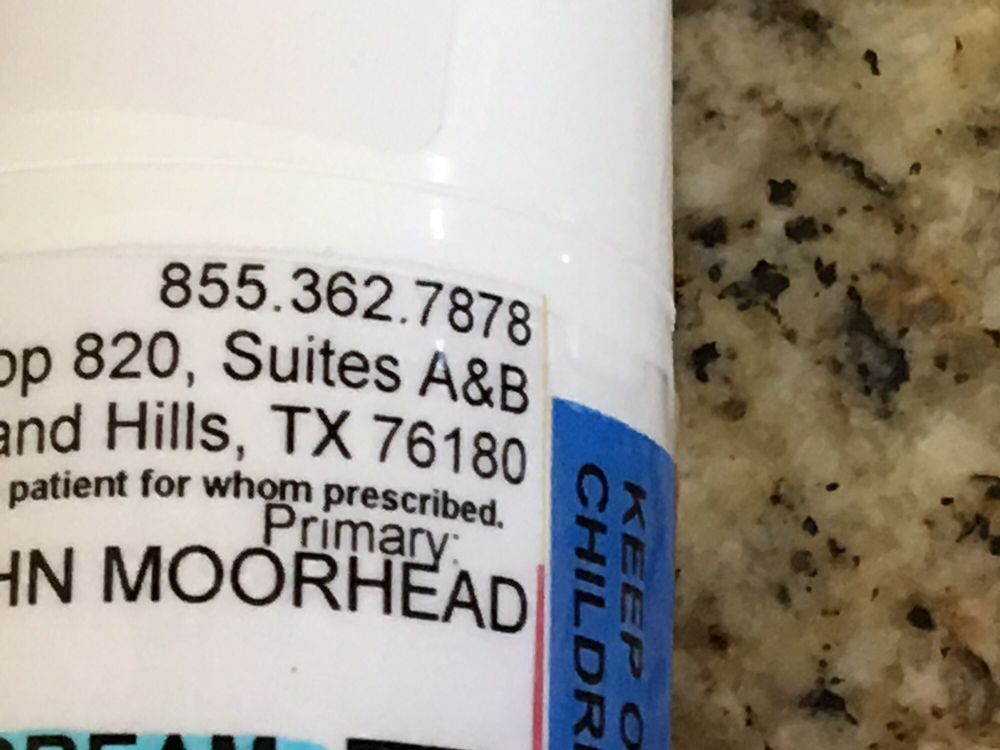 855.362.7878
op 820, Suites A&B
and Hills, TX 76180
patient for whom prescribed.
Primary:
HN MOORHEAD
CREAM
KEEP O
CHILDR